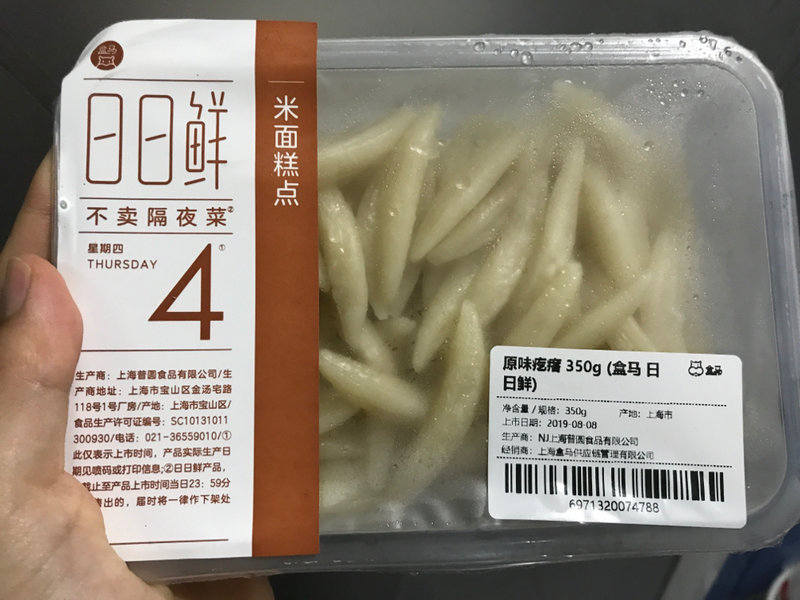 盒马
日日鲜
不卖隔夜菜②
星期四
THURSDAY
4①
生产商：上海普圆食品有限公司/生
产商地址：上海市宝山区金汤宅路
118号1号厂房/产地：上海市宝山区/
食品生产许可证编号：SC10131011
300930/电话：021-36559010/①
此仅表示上市时间，产品实际生产日
期见喷码或打印信息;②日日鲜产品，
截止至产品上市时间当日23：59分
售出的，届时将一律作下架处
米面糕点
原味疙瘩 350g (盒马 日
日鲜)
盒马
净含量/规格：350g 产地：上海市
上市日期：2019-08-08
生产商：NJ上海普圆食品有限公司
经销商：上海盒马供应链管理有限公司
6971320074788